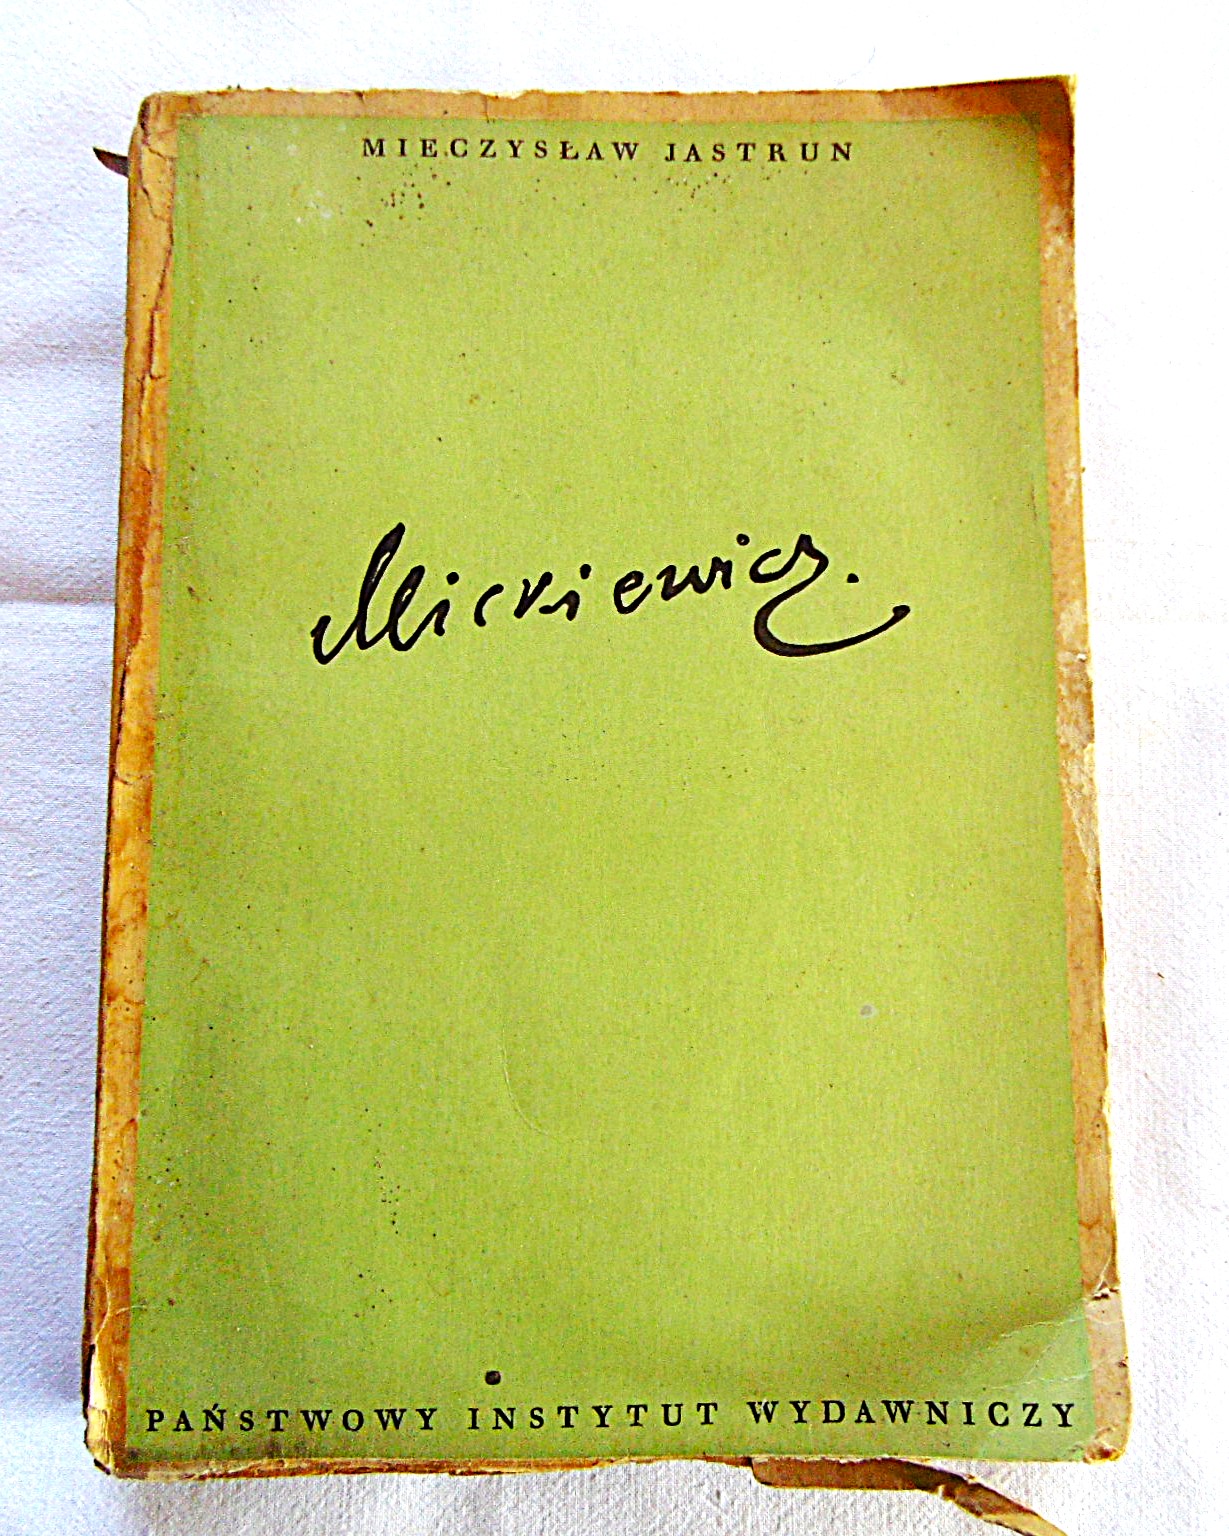 MIECZYSŁAW JASTRUN
Mickiewicz.
PAŃSTWOWY INSTYTUT WYDAWNICZY